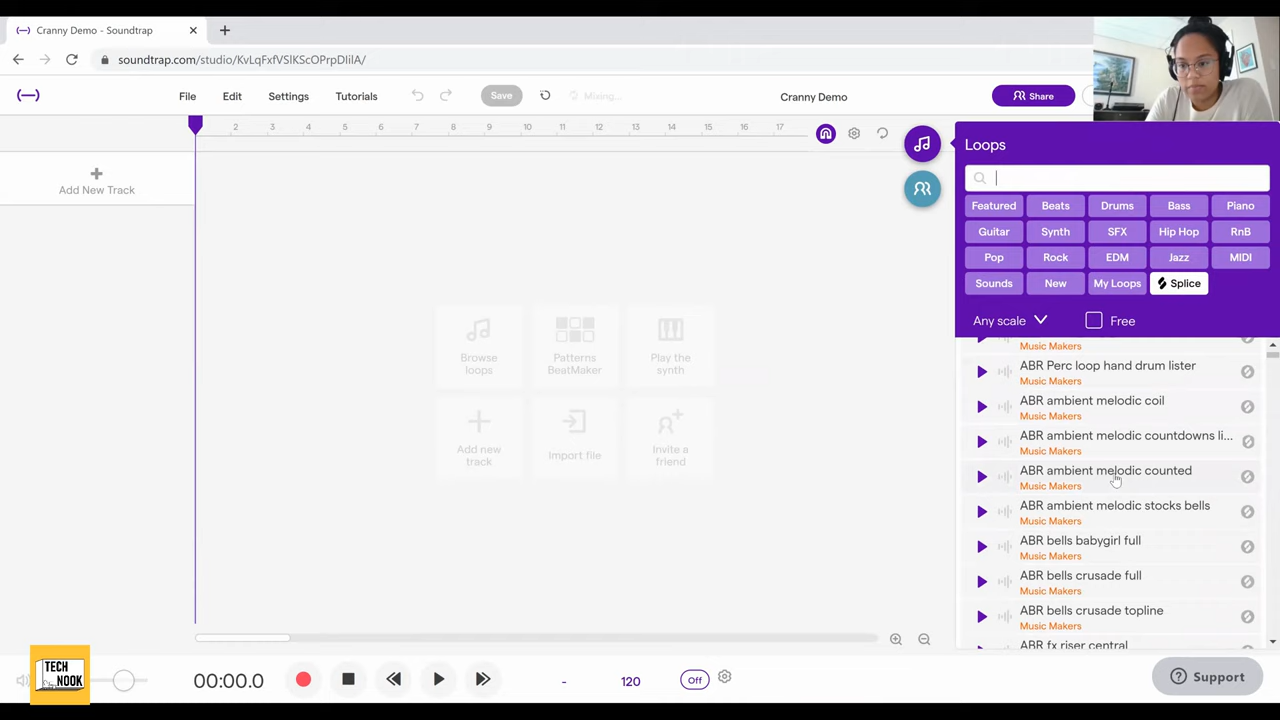 Cranny Demo - Soundtrap
soundtrap.com/studio/KvLqFxfVSlKScOPrpDIiIA/
File Edit Settings Tutorials Save Mixing... Cranny Demo Share
2 3 4 5 6 7 8 9 10 11 12 13 14 15 16 17
Add New Track
Browse loops
Patterns BeatMaker
Play the synth
Add new track
Import file
Invite a friend
Loops
Featured Beats Drums Bass Piano
Guitar Synth SFX Hip Hop RnB
Pop Rock EDM Jazz MIDI
Sounds New My Loops Splice
Any scale Free
Music Makers
ABR Perc loop hand drum lister
Music Makers
ABR ambient melodic coil
Music Makers
ABR ambient melodic countdowns li...
Music Makers
ABR ambient melodic counted
Music Makers
ABR ambient melodic stocks bells
Music Makers
ABR bells babygirl full
Music Makers
ABR bells crusade full
Music Makers
ABR bells crusade topline
Music Makers
ABR fx riser central
TECH
NOOK
00:00.0 - 120 Off
Support